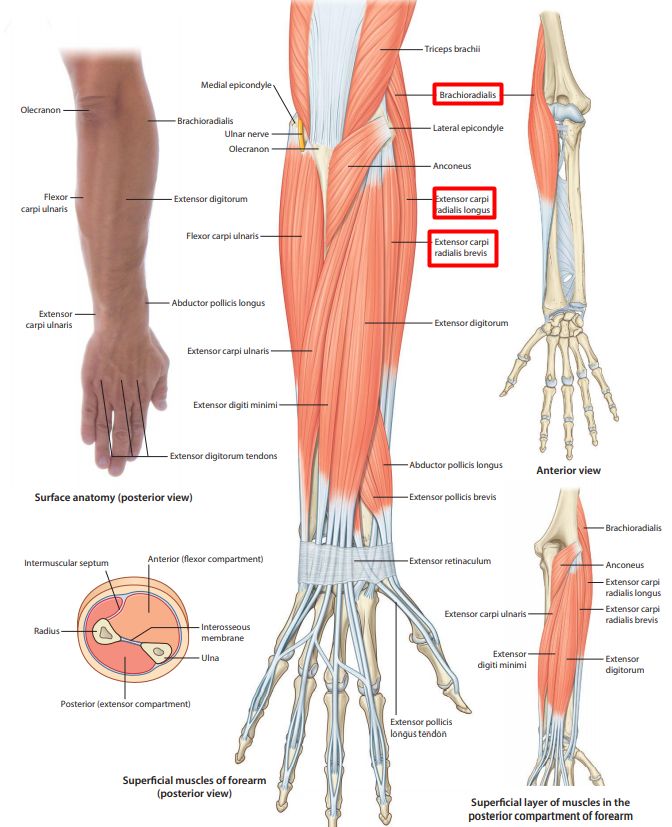 Triceps brachii
Medial epicondyle
Brachioradialis
Olecranon
Brachioradialis
Ulnar nerve
Lateral epicondyle
Olecranon
Anconeus
Flexor
carpi ulnaris
Extensor digitorum
Extensor carpi
radialis longus
Flexor carpi ulnaris
Extensor carpi
radialis brevis
Abductor pollicis longus
Extensor
carpi ulnaris
Extensor digitorum
Extensor carpi ulnaris
Extensor digiti minimi
Extensor digitorum tendons
Abductor pollicis longus
Anterior view
Surface anatomy (posterior view)
Extensor pollicis brevis
Brachioradialis
Intermuscular septum
Anterior (flexor compartment)
Extensor retinaculum
Anconeus
Extensor carpi
radialis longus
Extensor carpi ulnaris
Extensor carpi
radialis brevis
Radius
Interosseous
membrane
Ulna
Extensor
digiti minimi
Extensor
digitorum
Posterior (extensor compartment)
Extensor pollicis
longus tendon
Superficial muscles of forearm
(posterior view)
Superficial layer of muscles in the
posterior compartment of forearm